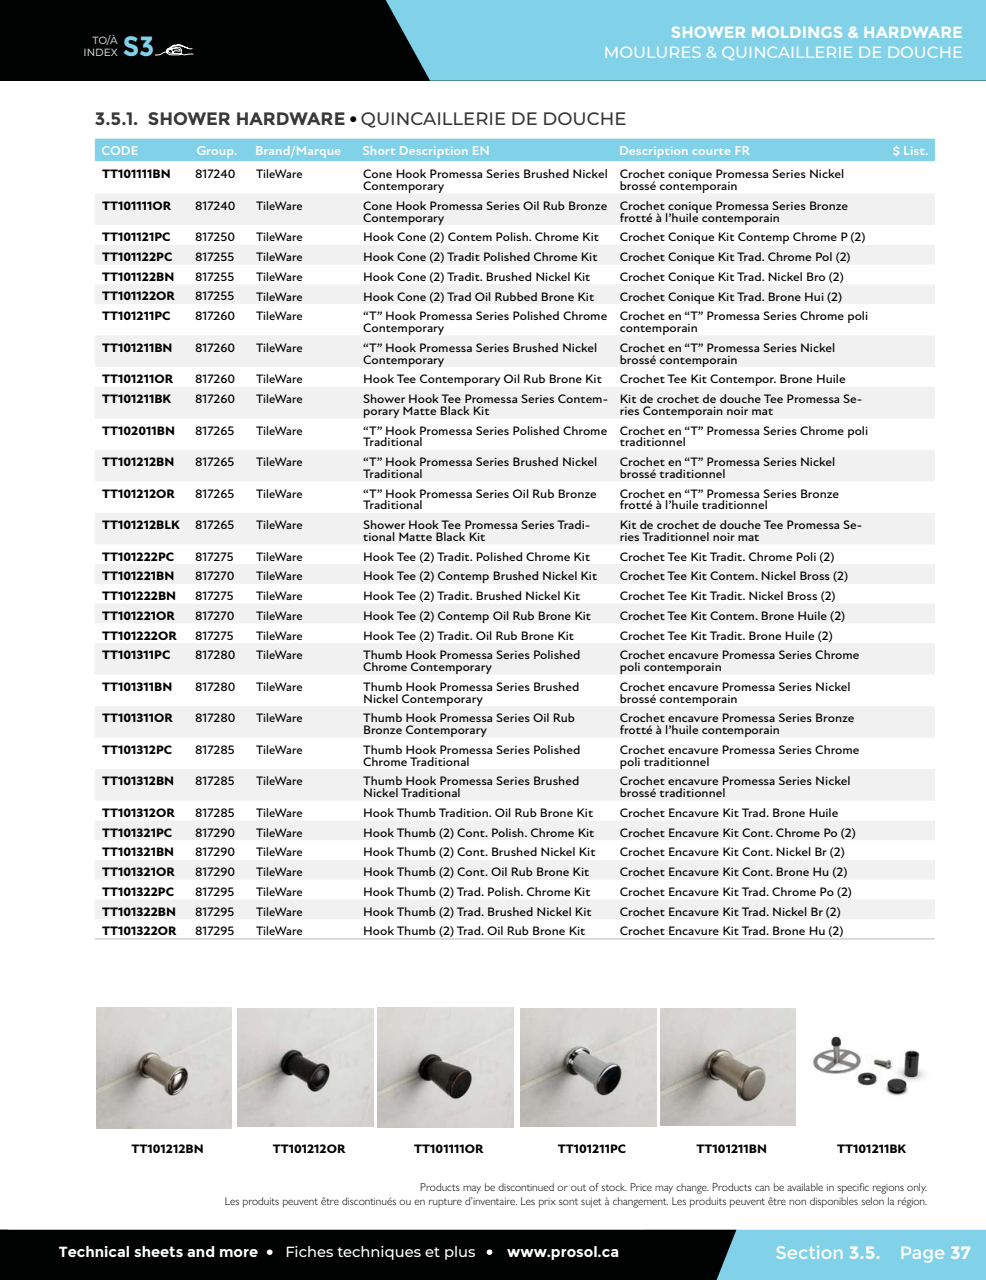 TO/À
INDEX S3
SHOWER MOLDINGS & HARDWARE
MOULURES & QUINCAILLERIE DE DOUCHE
3.5.1. SHOWER HARDWARE • QUINCAILLERIE DE DOUCHE
CODE Group. Brand/Marque Short Description EN Description courte FR $ List.
TT101111BN 817240 TileWare Cone Hook Promessa Series Brushed Nickel Crochet conique Promessa Series Nickel
Contemporary brossé contemporain
TT101111OR 817240 TileWare Cone Hook Promessa Series Oil Rub Bronze Crochet conique Promessa Series Bronze
Contemporary frotté à l'huile contemporain
TT101121PC 817250 TileWare Hook Cone (2) Contem Polish. Chrome Kit Crochet Conique Kit Contemp Chrome P (2)
TT101122PC 817255 TileWare Hook Cone (2) Tradit Polished Chrome Kit Crochet Conique Kit Trad. Chrome Pol (2)
TT101122BN 817255 TileWare Hook Cone (2) Tradit. Brushed Nickel Kit Crochet Conique Kit Trad. Nickel Bro (2)
TT101122OR 817255 TileWare Hook Cone (2) Trad Oil Rubbed Brone Kit Crochet Conique Kit Trad. Brone Hui (2)
TT101211PC 817260 TileWare “T” Hook Promessa Series Polished Chrome Crochet en “T” Promessa Series Chrome poli
Contemporary contemporain
TT101211BN 817260 TileWare “T” Hook Promessa Series Brushed Nickel Crochet en “T” Promessa Series Nickel
Contemporary brossé contemporain
TT101211OR 817260 TileWare Hook Tee Contemporary Oil Rub Brone Kit Crochet Tee Kit Contempor. Brone Huile
TT101211BK 817260 TileWare Shower Hook Tee Promessa Series Contem- Kit de crochet de douche Tee Promessa Se-
porary Matte Black Kit ries Contemporain noir mat
TT102011BN 817265 TileWare “T” Hook Promessa Series Polished Chrome Crochet en “T” Promessa Series Chrome poli
Traditional traditionnel
TT101212BN 817265 TileWare “T” Hook Promessa Series Brushed Nickel Crochet en “T” Promessa Series Nickel
Traditional brossé traditionnel
TT101212OR 817265 TileWare “T” Hook Promessa Series Oil Rub Bronze Crochet en “T” Promessa Series Bronze
Traditional frotté à l'huile traditionnel
TT101212BLK 817265 TileWare Shower Hook Tee Promessa Series Tradi- Kit de crochet de douche Tee Promessa Se-
tional Matte Black Kit ries Traditionnel noir mat
TT101222PC 817275 TileWare Hook Tee (2) Tradit. Polished Chrome Kit Crochet Tee Kit Tradit. Chrome Poli (2)
TT101221BN 817270 TileWare Hook Tee (2) Contemp Brushed Nickel Kit Crochet Tee Kit Contem. Nickel Bross (2)
TT101222BN 817275 TileWare Hook Tee (2) Tradit. Brushed Nickel Kit Crochet Tee Kit Tradit. Nickel Bross (2)
TT101221OR 817270 TileWare Hook Tee (2) Contemp Oil Rub Brone Kit Crochet Tee Kit Contem. Brone Huile (2)
TT101222OR 817275 TileWare Hook Tee (2) Tradit. Oil Rub Brone Kit Crochet Tee Kit Tradit. Brone Huile (2)
TT101311PC 817280 TileWare Thumb Hook Promessa Series Polished Crochet encavure Promessa Series Chrome
Chrome Contemporary poli contemporain
TT101311BN 817280 TileWare Thumb Hook Promessa Series Brushed Crochet encavure Promessa Series Nickel
Nickel Contemporary brossé contemporain
TT101311OR 817280 TileWare Thumb Hook Promessa Series Oil Rub Crochet encavure Promessa Series Bronze
Bronze Contemporary frotté à l'huile contemporain
TT101312PC 817285 TileWare Thumb Hook Promessa Series Polished Crochet encavure Promessa Series Chrome
Chrome Traditional poli traditionnel
TT101312BN 817285 TileWare Thumb Hook Promessa Series Brushed Crochet encavure Promessa Series Nickel
Nickel Traditional brossé traditionnel
TT101312OR 817285 TileWare Hook Thumb Tradition. Oil Rub Brone Kit Crochet Encavure Kit Trad. Brone Huile
TT101321PC 817290 TileWare Hook Thumb (2) Cont. Polish. Chrome Kit Crochet Encavure Kit Cont. Chrome Po (2)
TT101321BN 817290 TileWare Hook Thumb (2) Cont. Brushed Nickel Kit Crochet Encavure Kit Cont. Nickel Br (2)
TT101321OR 817290 TileWare Hook Thumb (2) Cont. Oil Rub Brone Kit Crochet Encavure Kit Cont. Brone Hu (2)
TT101322PC 817295 TileWare Hook Thumb (2) Trad. Polish. Chrome Kit Crochet Encavure Kit Trad. Chrome Po (2)
TT101322BN 817295 TileWare Hook Thumb (2) Trad. Brushed Nickel Kit Crochet Encavure Kit Trad. Nickel Br (2)
TT101322OR 817295 TileWare Hook Thumb (2) Trad. Oil Rub Brone Kit Crochet Encavure Kit Trad. Brone Hu (2)
TT101212BN TT101212OR TT101111OR TT101211PC TT101211BN TT101211BK
Products may be discontinued or out of stock. Price may change. Products can be available in specific regions only.
Les produits peuvent être discontinués ou en rupture d'inventaire. Les prix sont sujet à changement. Les produits peuvent être non disponibles selon la région.
Technical sheets and more • Fiches techniques et plus • www.prosol.ca
Section 3.5. Page 37